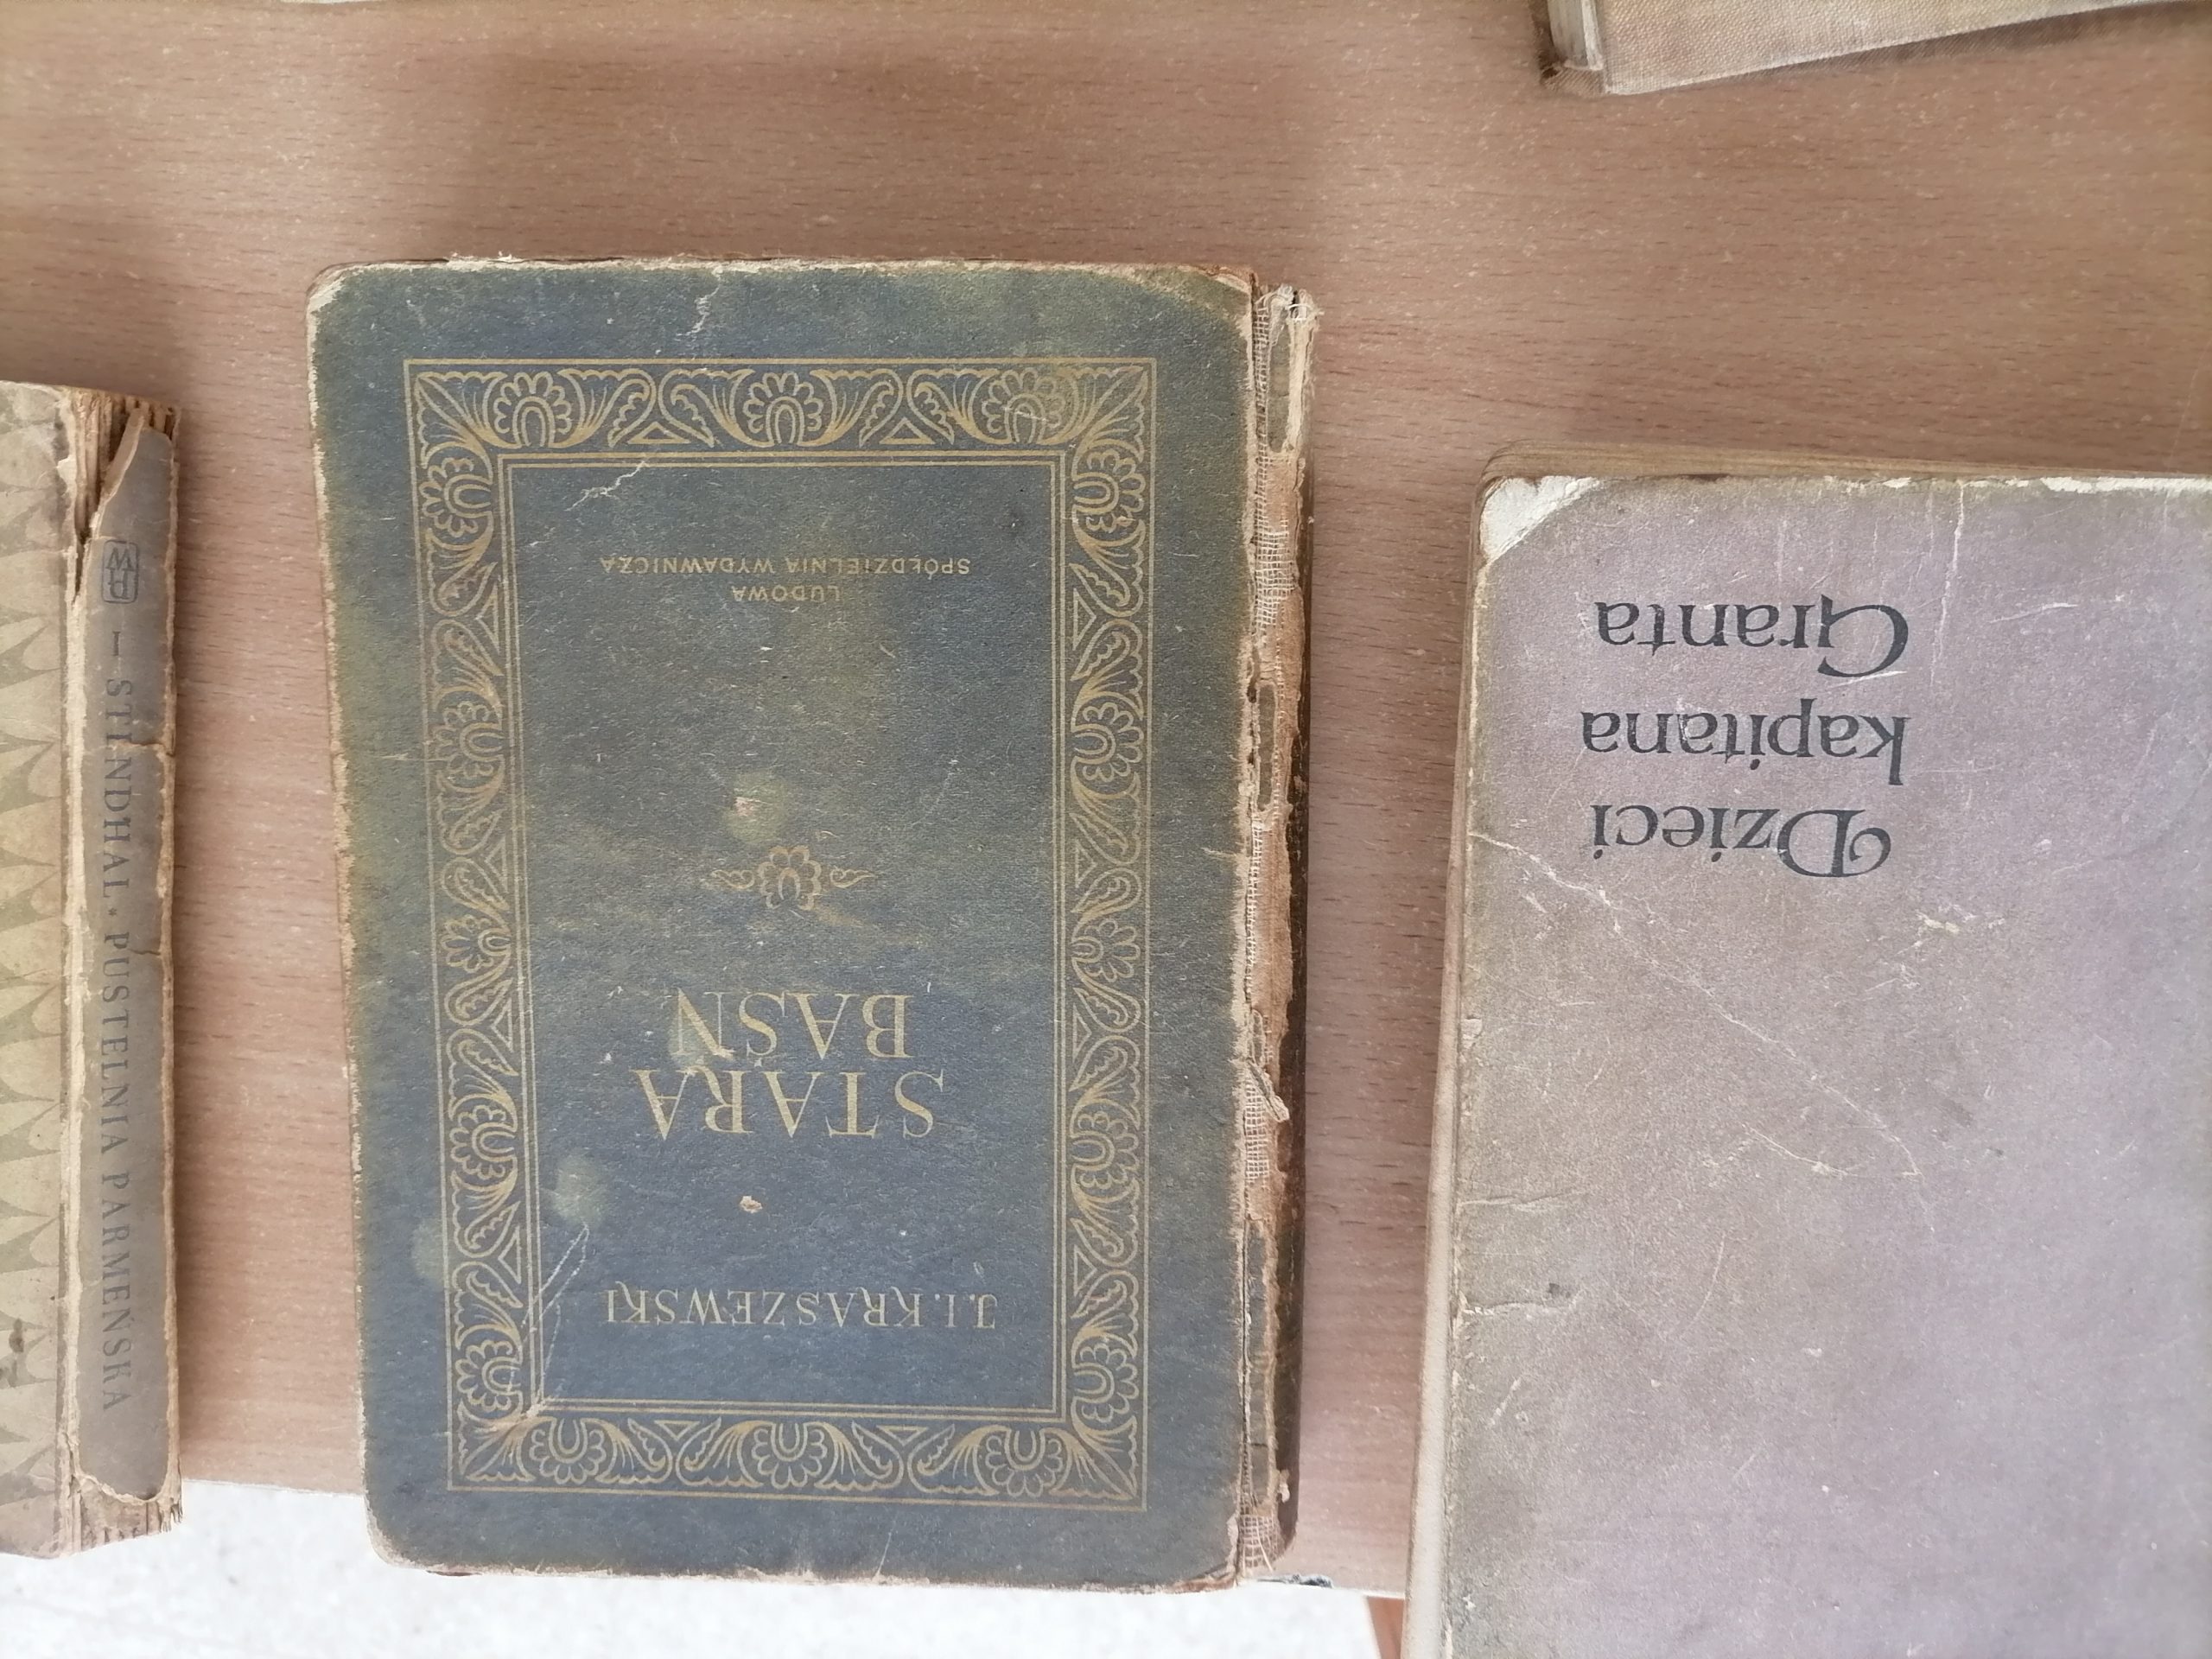 J. I. KRASZEWSKI
STARA
BAŚŃ
LUDOWA
SPÓŁDZIELNIA WYDAWNICZA
Dzieci
kapitana
Granta
I — STENDHAL · PUSTELNIA PARMEŃSKA